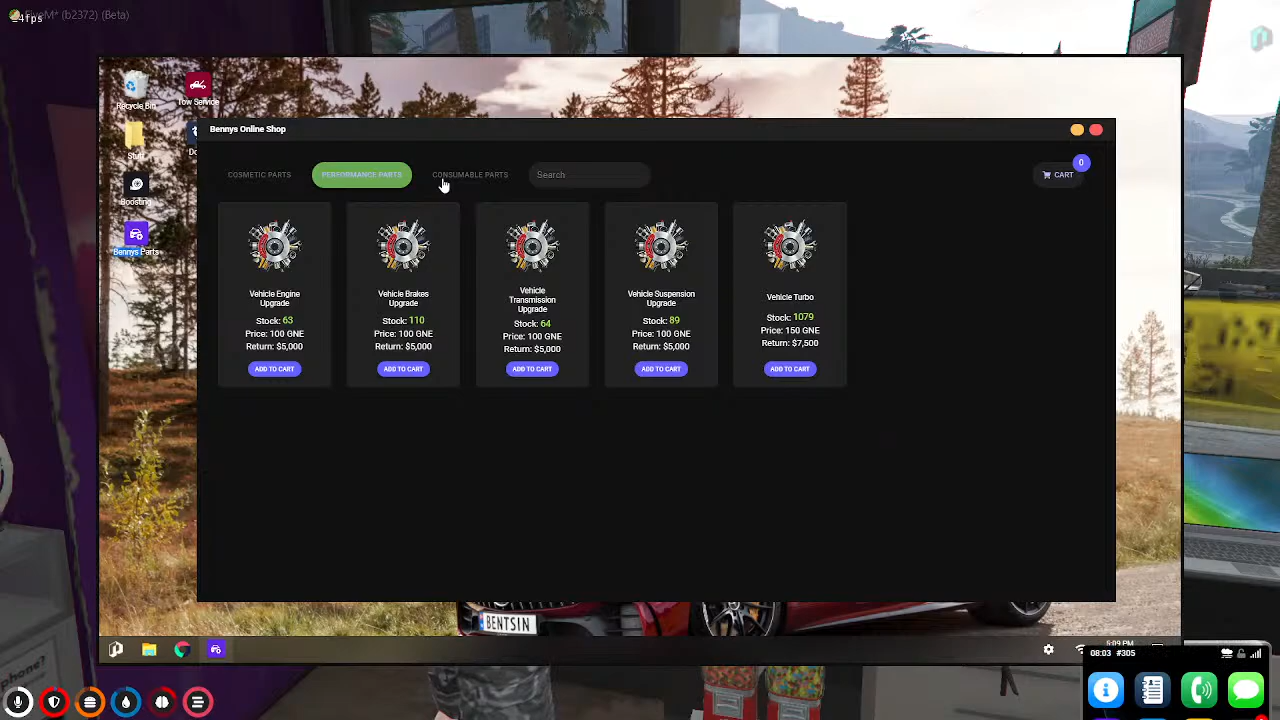 FiveM* (b2372) (Beta)
Recycle Bin
Tow Service
Stuff
Boosting
Bennys Parts
Bennys Online Shop
COSMETIC PARTS
PERFORMANCE PARTS
CONSUMABLE PARTS
Search
CART
0
Vehicle Engine
Upgrade
Stock: 63
Price: 100 GNE
Return: $5,000
ADD TO CART
Vehicle Brakes
Upgrade
Stock: 110
Price: 100 GNE
Return: $5,000
ADD TO CART
Vehicle
Transmission
Upgrade
Stock: 64
Price: 100 GNE
Return: $5,000
ADD TO CART
Vehicle Suspension
Upgrade
Stock: 89
Price: 100 GNE
Return: $5,000
ADD TO CART
Vehicle Turbo
Stock: 1079
Price: 150 GNE
Return: $7,500
ADD TO CART
BENTSIN
5:09 PM
08:03 #305
phone?